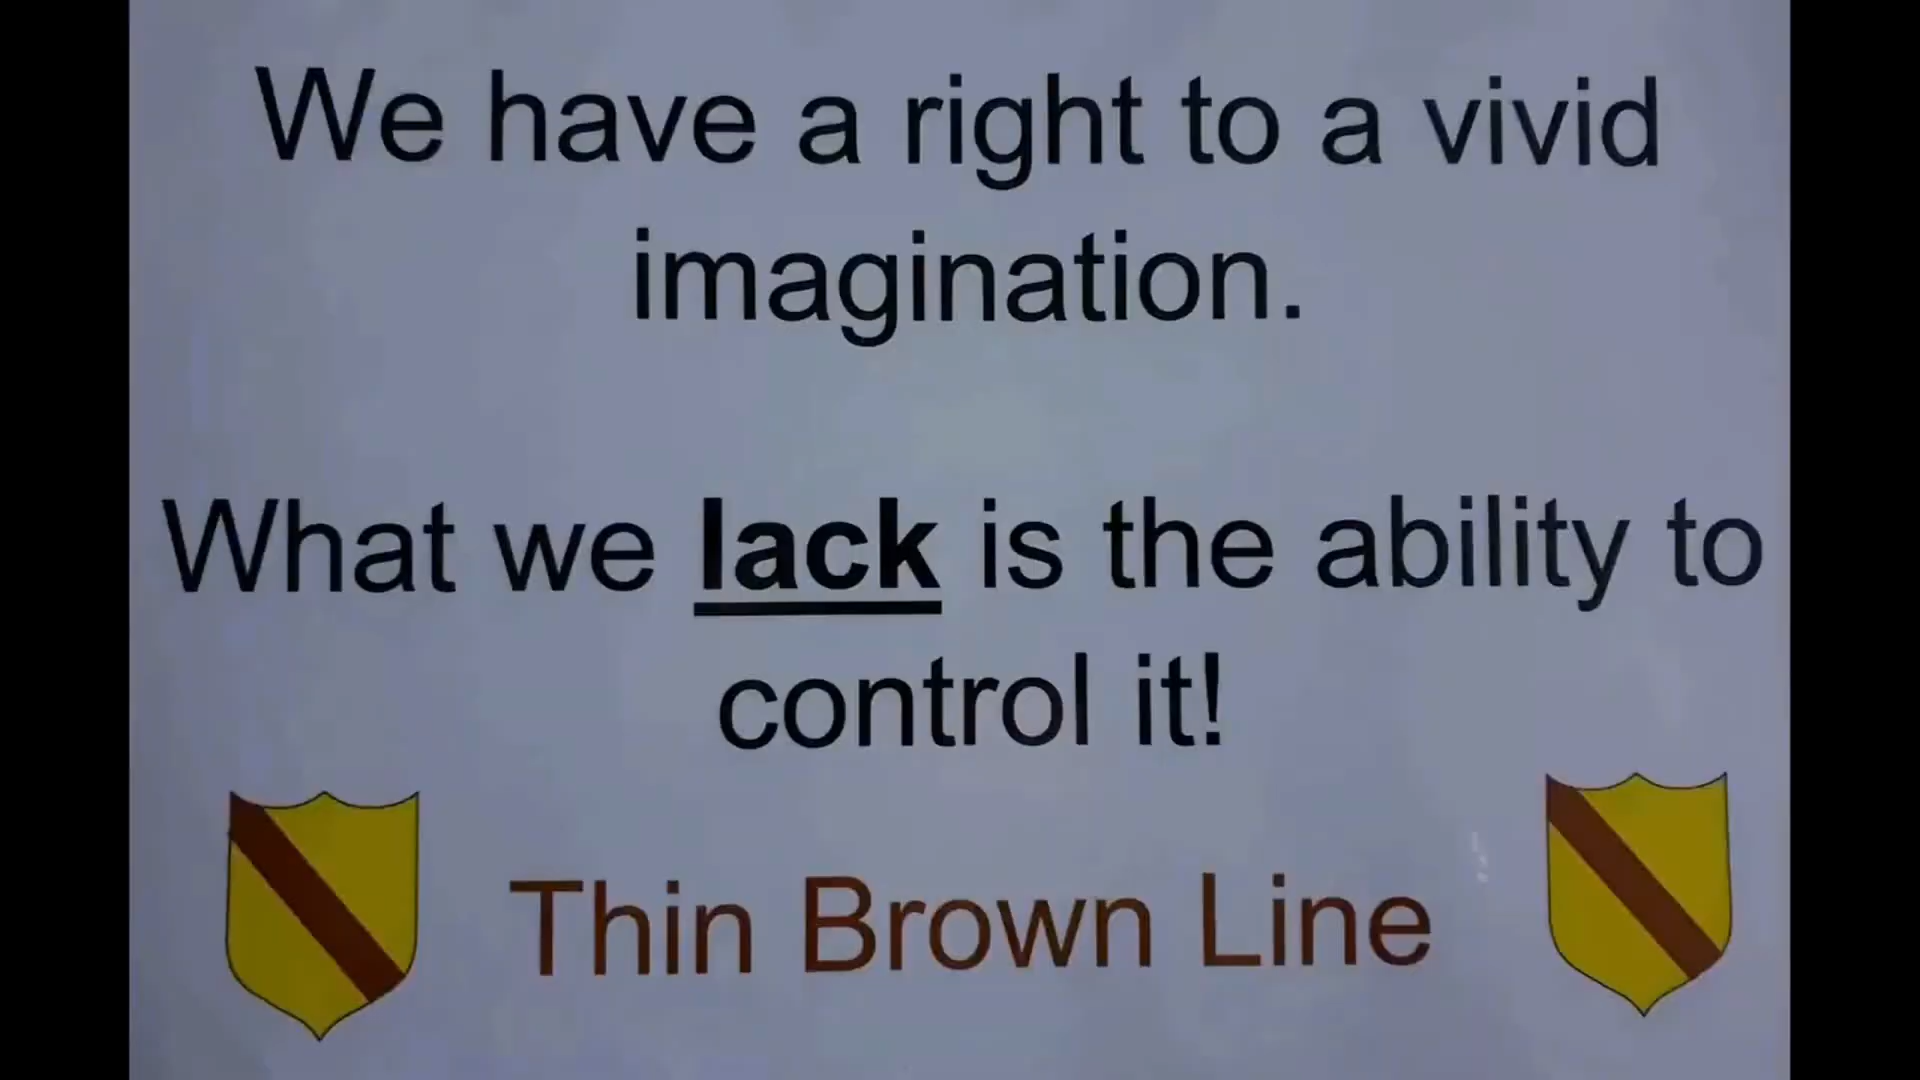 We have a right to a vivid
imagination.
What we lack is the ability to
control it!
Thin Brown Line